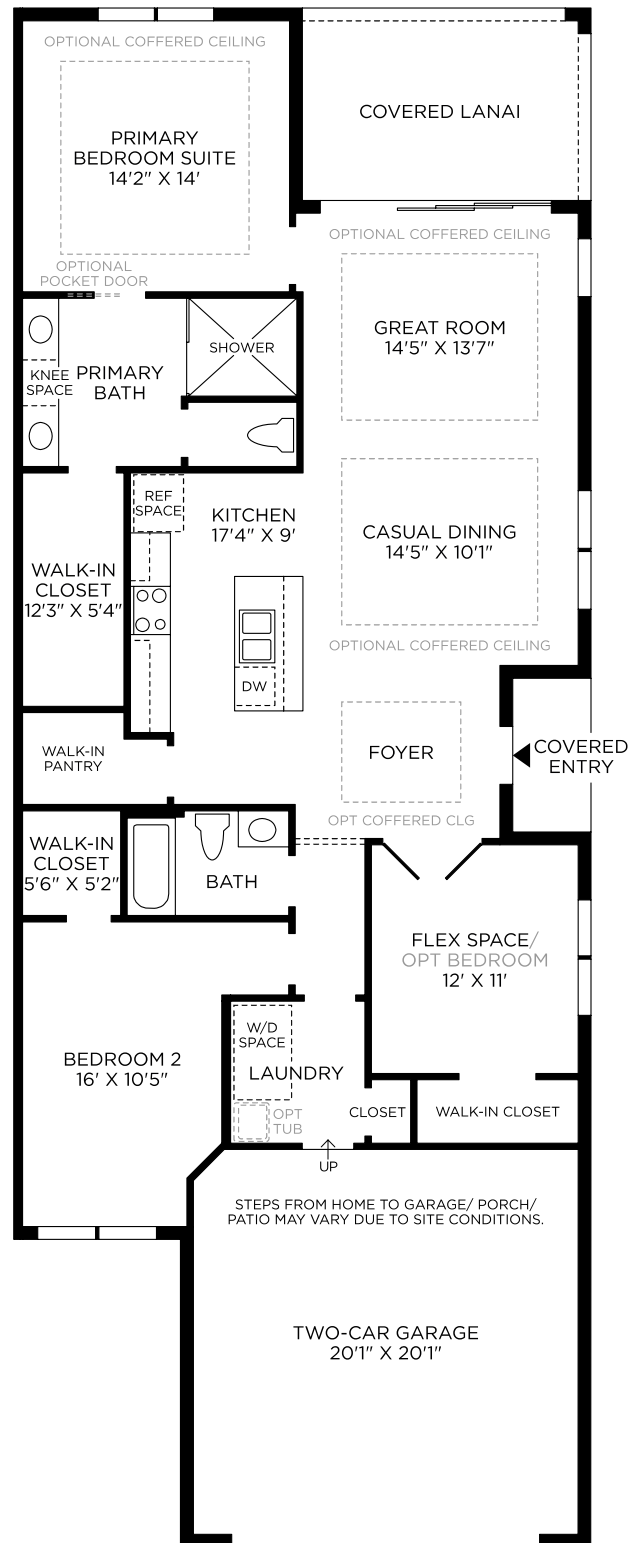 OPTIONAL COFFERED CEILING
PRIMARY
BEDROOM SUITE
14'2" X 14'
COVERED LANAI
OPTIONAL
POCKET DOOR
OPTIONAL COFFERED CEILING
GREAT ROOM
14'5" X 13'7"
SHOWER
KNEE
SPACE
PRIMARY
BATH
REF
SPACE
KITCHEN
17'4" X 9'
CASUAL DINING
14'5" X 10'1"
WALK-IN
CLOSET
12'3" X 5'4"
OPTIONAL COFFERED CEILING
DW
WALK-IN
PANTRY
FOYER
COVERED
ENTRY
OPT COFFERED CLG
WALK-IN
CLOSET
5'6" X 5'2"
BATH
FLEX SPACE/
OPT BEDROOM
12' X 11'
W/D
SPACE
BEDROOM 2
16' X 10'5"
LAUNDRY
OPT
TUB
CLOSET
WALK-IN CLOSET
UP
STEPS FROM HOME TO GARAGE/ PORCH/
PATIO MAY VARY DUE TO SITE CONDITIONS.
TWO-CAR GARAGE
20'1" X 20'1"